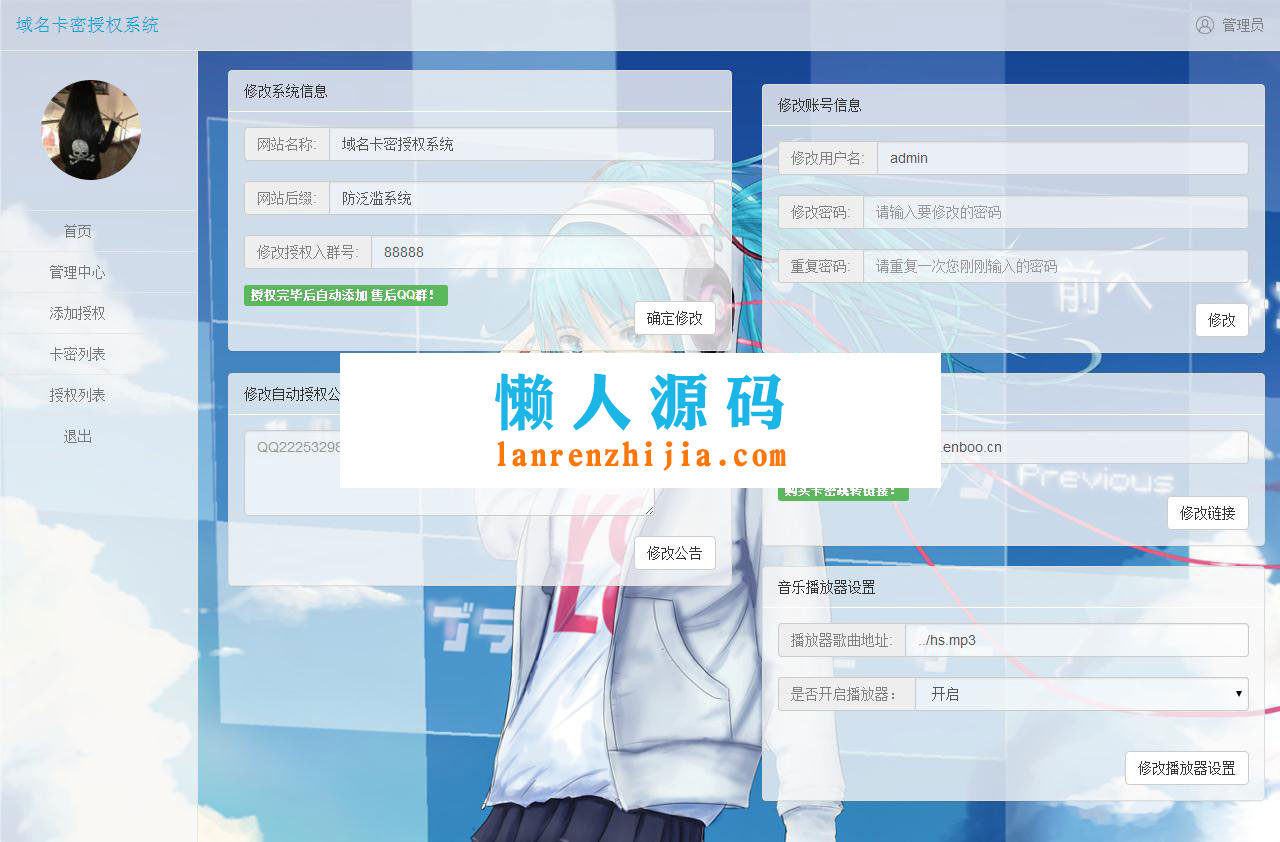 域名卡密授权系统
管理员
首页
管理中心
添加授权
卡密列表
授权列表
退出
修改系统信息
网站名称:
域名卡密授权系统
网站后缀:
防泛滥系统
修改授权入群号:
88888
授权完毕后自动添加 售后QQ群!
确定修改
修改账号信息
修改用户名:
admin
修改密码:
请输入要修改的密码
重复密码:
请重复一次您刚刚输入的密码
修改
前へ
懒人源码
lanrenzhijia.com
修改自动授权公
QQ22253298
修改公告
.enboo.cn
购买卡密跳转链接!
Previous
修改链接
音乐播放器设置
播放器歌曲地址:
../hs.mp3
是否开启播放器：
开启
修改播放器设置